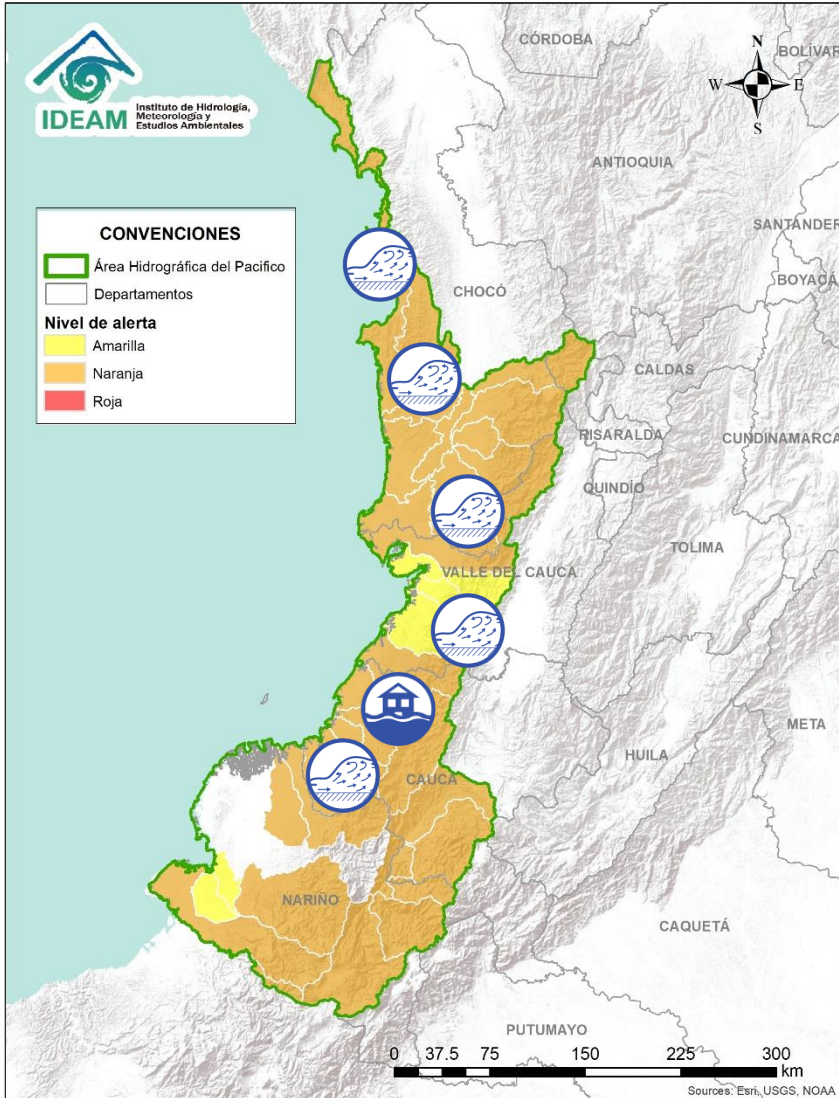 IDEAM
Instituto de Hidrología,
Meteorología y
Estudios Ambientales
CONVENCIONES
Área Hidrográfica del Pacifico
Departamentos
Nivel de alerta
Amarilla
Naranja
Roja
N
W E
S
CÓRDOBA
BOLÍVAR
ANTIOQUIA
SANTANDER
BOYACÁ
CHOCÓ
CALDAS
RISARALDA
CUNDINAMARCA
QUINDÍO
TOLIMA
VALLE DEL CAUCA
META
HUILA
CAUCA
NARIÑO
CAQUETÁ
PUTUMAYO
0 37.5 75 150 225 300
km
Sources: Esri, USGS, NOAA